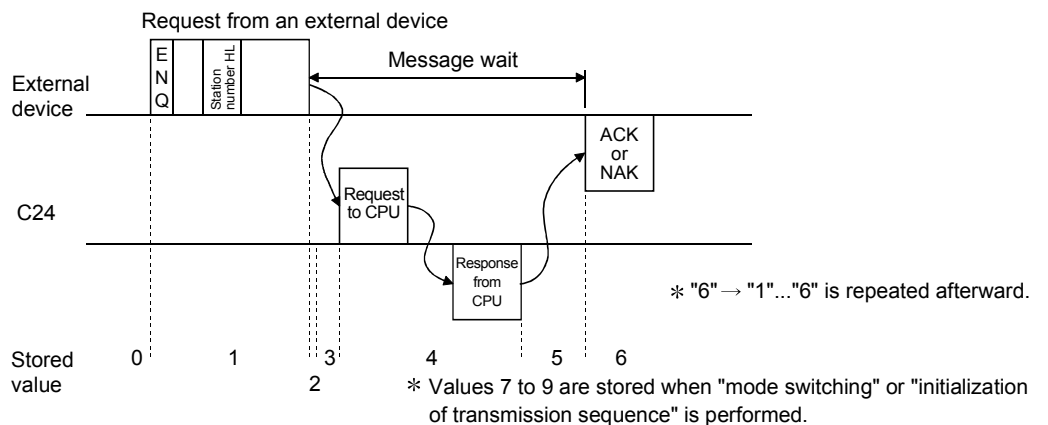 Request from an external device
E
N
Q
Station
number HL
Message wait
External
device
ACK
or
NAK
Request
to CPU
C24
Response
from
CPU
* "6" → "1"..."6" is repeated afterward.
Stored
value
0 1 2 3 4 5 6
* Values 7 to 9 are stored when "mode switching" or "initialization
of transmission sequence" is performed.